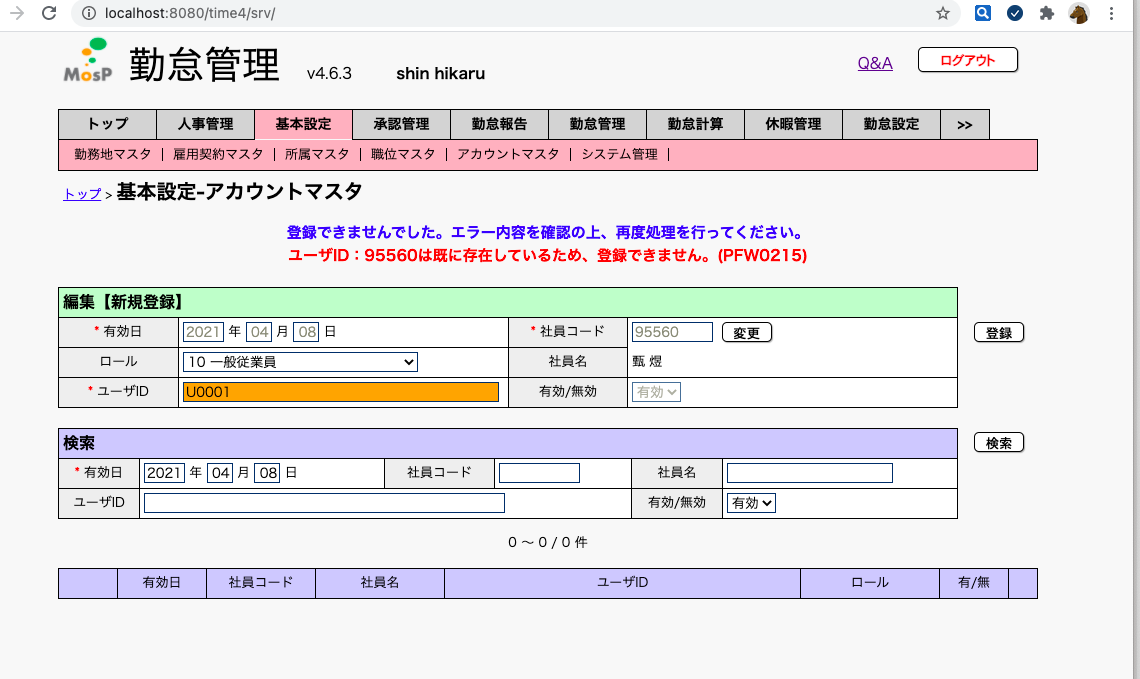 localhost:8080/time4/srv/
MosP 勤怠管理 v4.6.3 shin hikaru Q&A ログアウト
トップ 人事管理 基本設定 承認管理 勤怠報告 勤怠管理 勤怠計算 休暇管理 勤怠設定 >>
勤務地マスタ | 雇用契約マスタ | 所属マスタ | 職位マスタ | アカウントマスタ | システム管理 |
トップ > 基本設定-アカウントマスタ
登録できませんでした。エラー内容を確認の上、再度処理を行ってください。
ユーザID：95560は既に存在しているため、登録できません。(PFW0215)
編集【新規登録】
* 有効日 2021 年 04 月 08 日 * 社員コード 95560 変更 登録
ロール 10 一般従業員 社員名 甄 煜
* ユーザID U0001 有効/無効 有効
検索 検索
* 有効日 2021 年 04 月 08 日 社員コード 社員名
ユーザID 有効/無効 有効
0 ～ 0 / 0 件
有効日 社員コード 社員名 ユーザID ロール 有/無